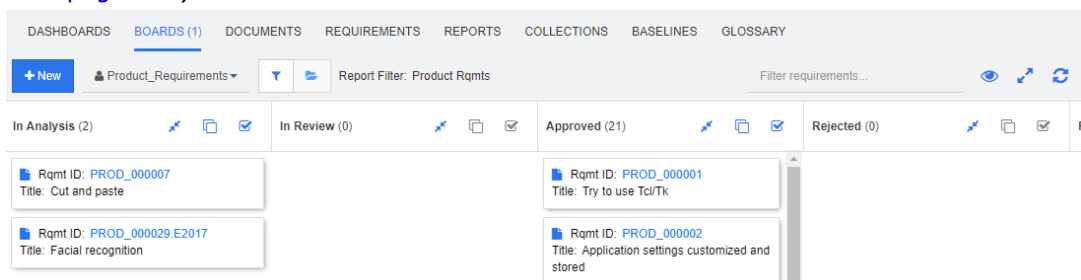 DASHBOARDS BOARDS (1) DOCUMENTS REQUIREMENTS REPORTS COLLECTIONS BASELINES GLOSSARY
New Product_Requirements Report Filter: Product Rqmts Filter requirements...
In Analysis (2) In Review (0) Approved (21) Rejected (0)
Rqmt ID: PROD_000007
Title: Cut and paste
Rqmt ID: PROD_000029.E2017
Title: Facial recognition
Rqmt ID: PROD_000001
Title: Try to use Tcl/Tk
Rqmt ID: PROD_000002
Title: Application settings customized and
stored